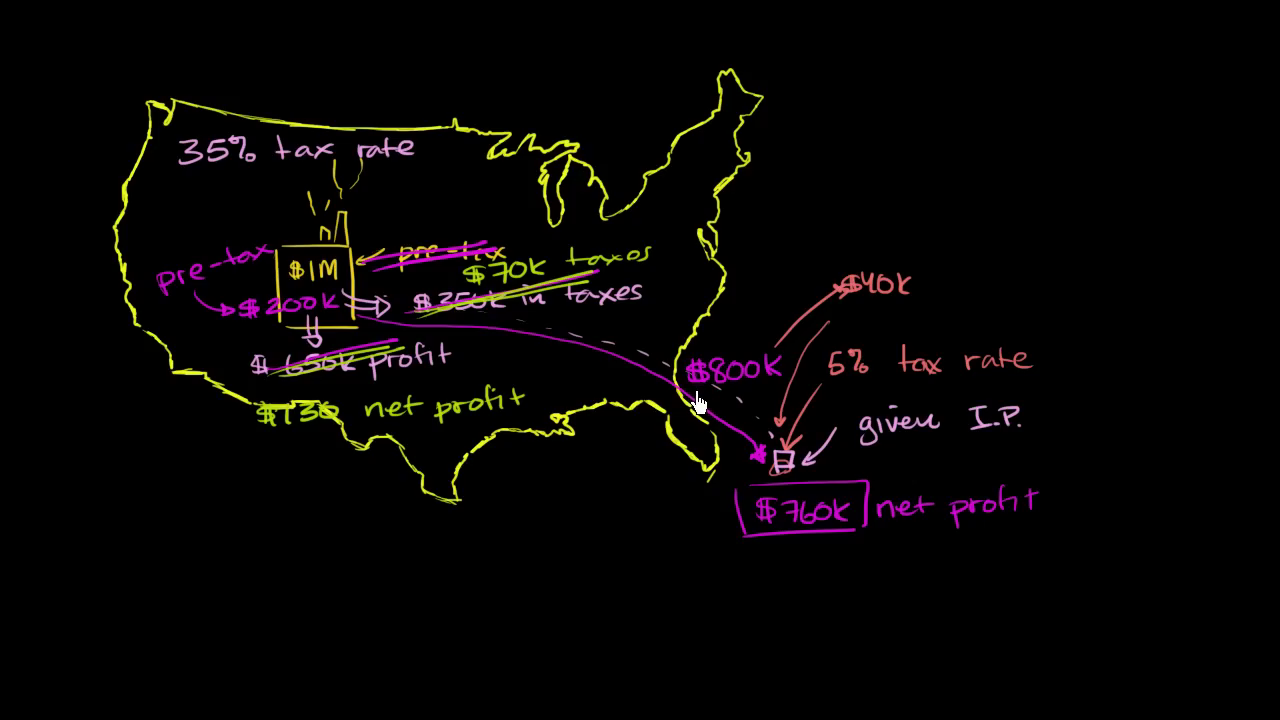 35% tax rate
pre-tax
$1M
pre-tax
$70k taxes
$200k
$350k in taxes
$650k profit
$130 net profit
$800k
$40k
5% tax rate
given I.P.
$760k net profit